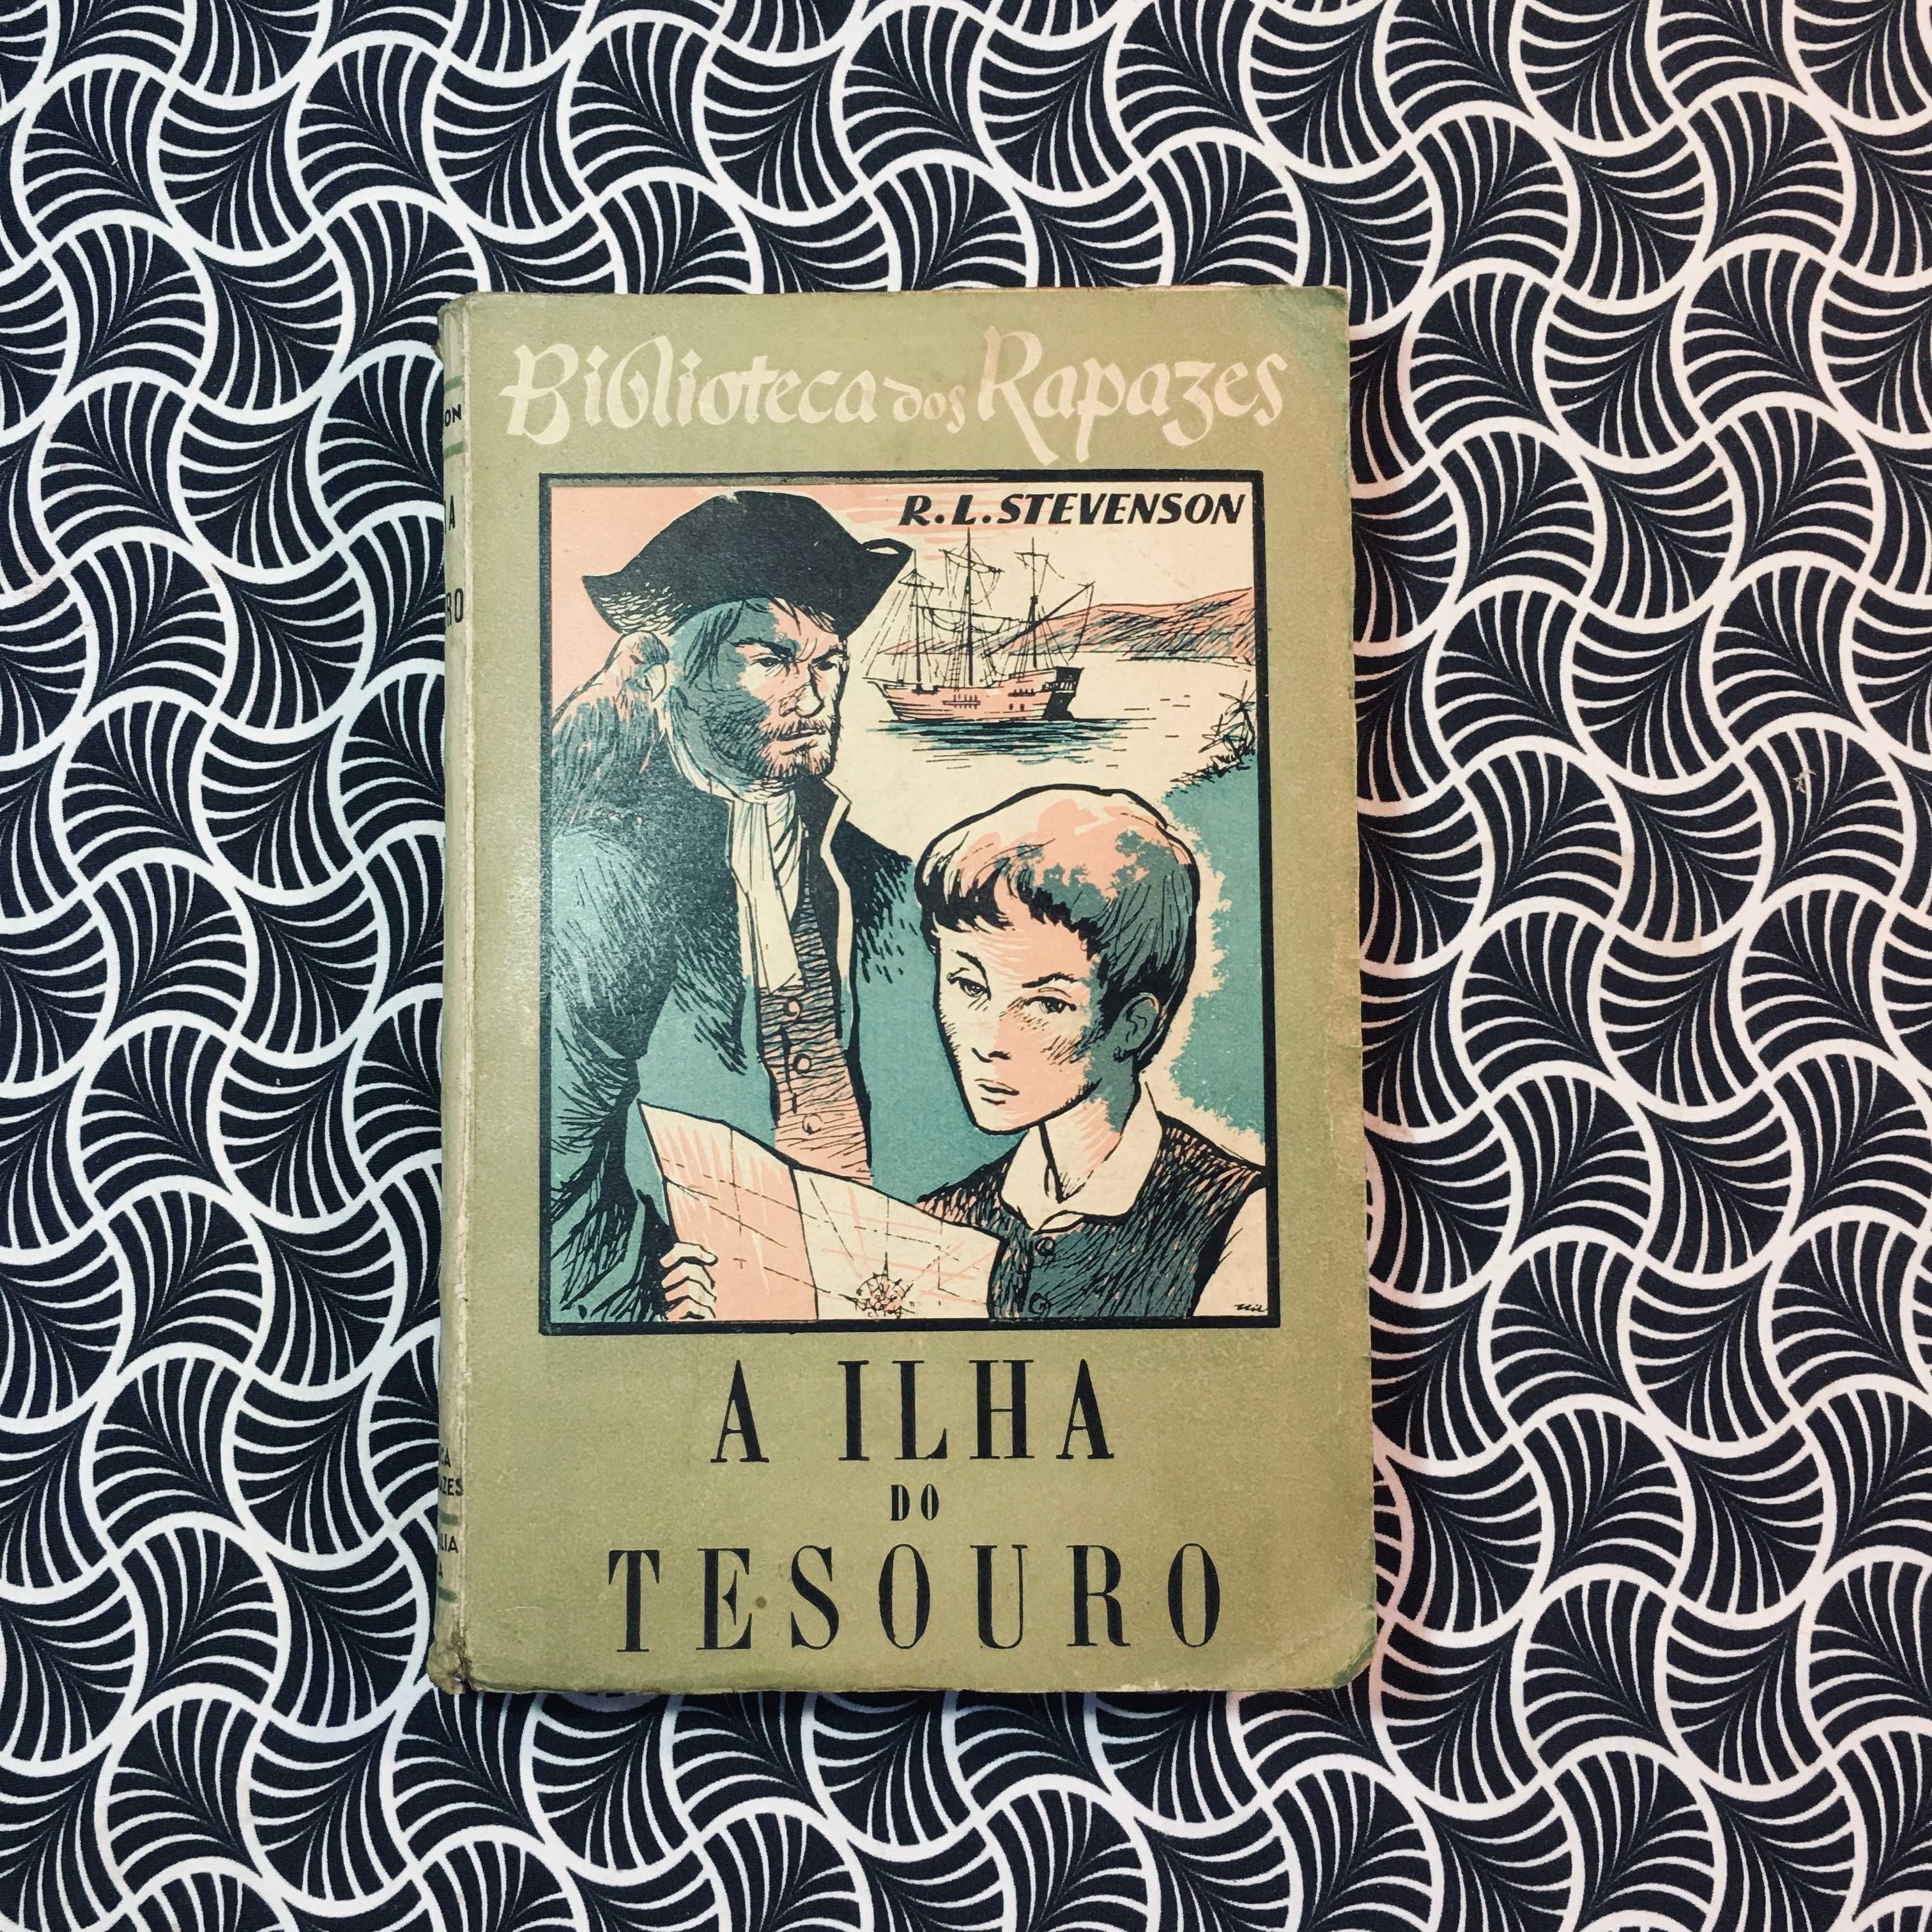 Biblioteca dos Rapazes
R.L.STEVENSON
A ILHA
DO
TESOURO